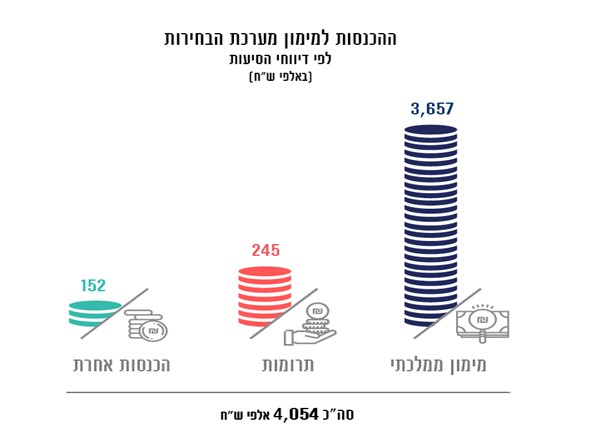 ההכנסות למימון מערכת הבחירות
לפי דיווחי הסיעות
(באלפי ש״ח)
3,657
245
152
מימון ממלכתי
תרומות
הכנסות אחרת
סה״כ 4,054 אלפי ש״ח